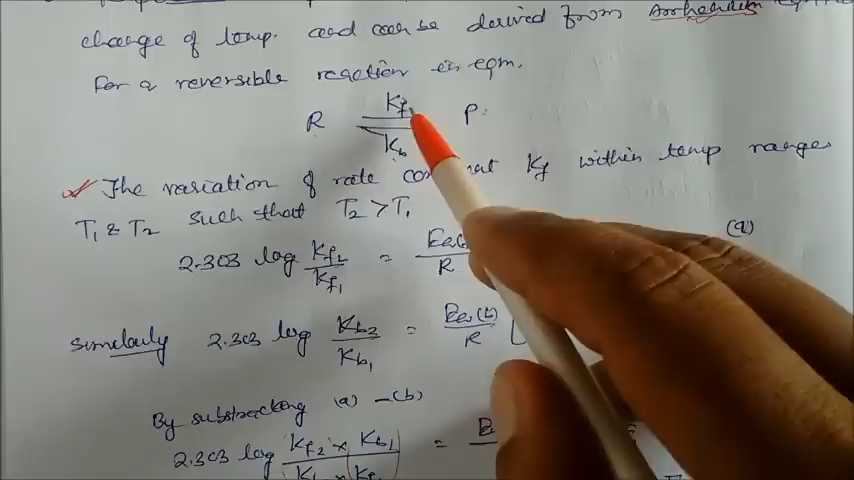 change of temp. and can be derived from Arrhenius
For a reversible reaction in eqm.
R Kf Kb P
The variation of rate constant Kf within temp ranges
T1 & T2 such that T2 > T1
2.303 log Kf2/Kf1 = Ea/R (a)
similarly 2.303 log Kb2/Kb1 = Ea(b)/R [
By substracting (a) - (b)
2.303 log Kf2 x Kb1 =